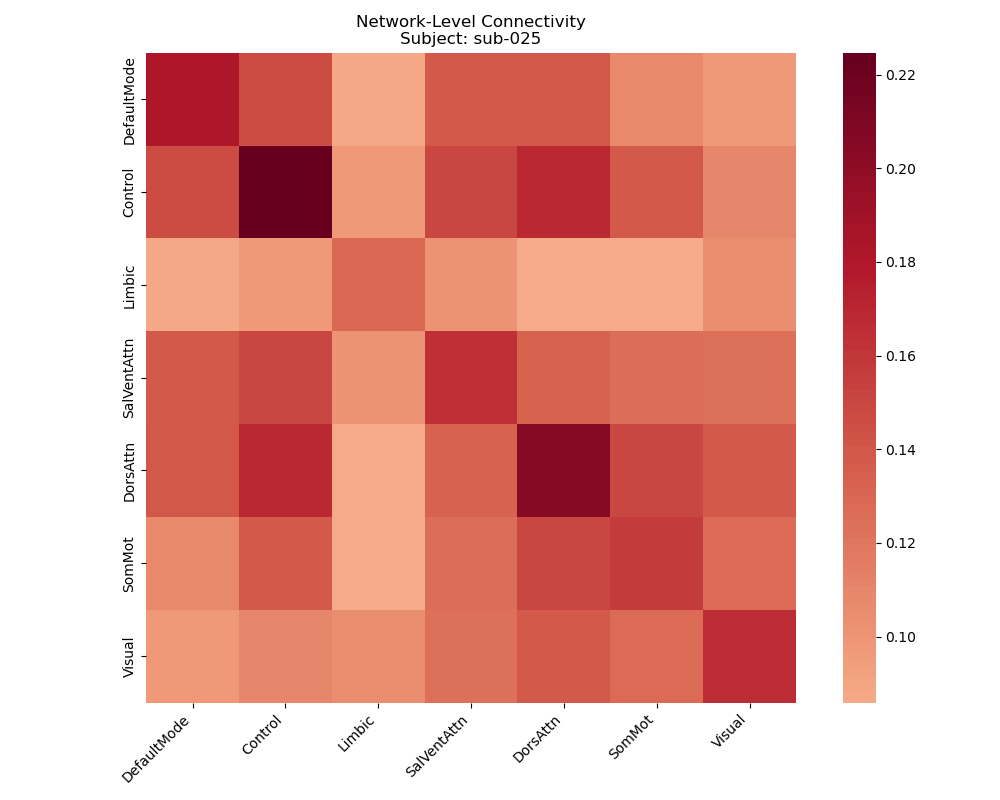 Network-Level Connectivity
Subject: sub-025
DefaultMode
Control
Limbic
SalVentAttn
DorsAttn
SomMot
Visual
DefaultMode
Control
Limbic
SalVentAttn
DorsAttn
SomMot
Visual
0.22
0.20
0.18
0.16
0.14
0.12
0.10